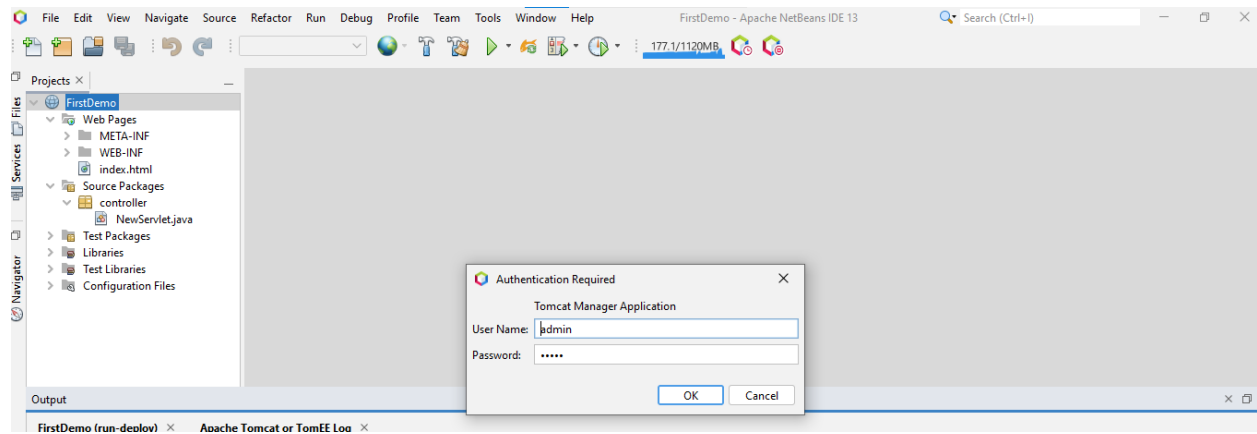 File Edit View Navigate Source Refactor Run Debug Profile Team Tools Window Help FirstDemo - Apache NetBeans IDE 13 Search (Ctrl+I)
177.1/1120MB
Projects
Files
Services
Navigator
FirstDemo
Web Pages
META-INF
WEB-INF
index.html
Source Packages
controller
NewServlet.java
Test Packages
Libraries
Test Libraries
Configuration Files
Authentication Required
Tomcat Manager Application
User Name: admin
Password: •••••
OK Cancel
Output
FirstDemo (run-deploy) Apache Tomcat or TomEE Log